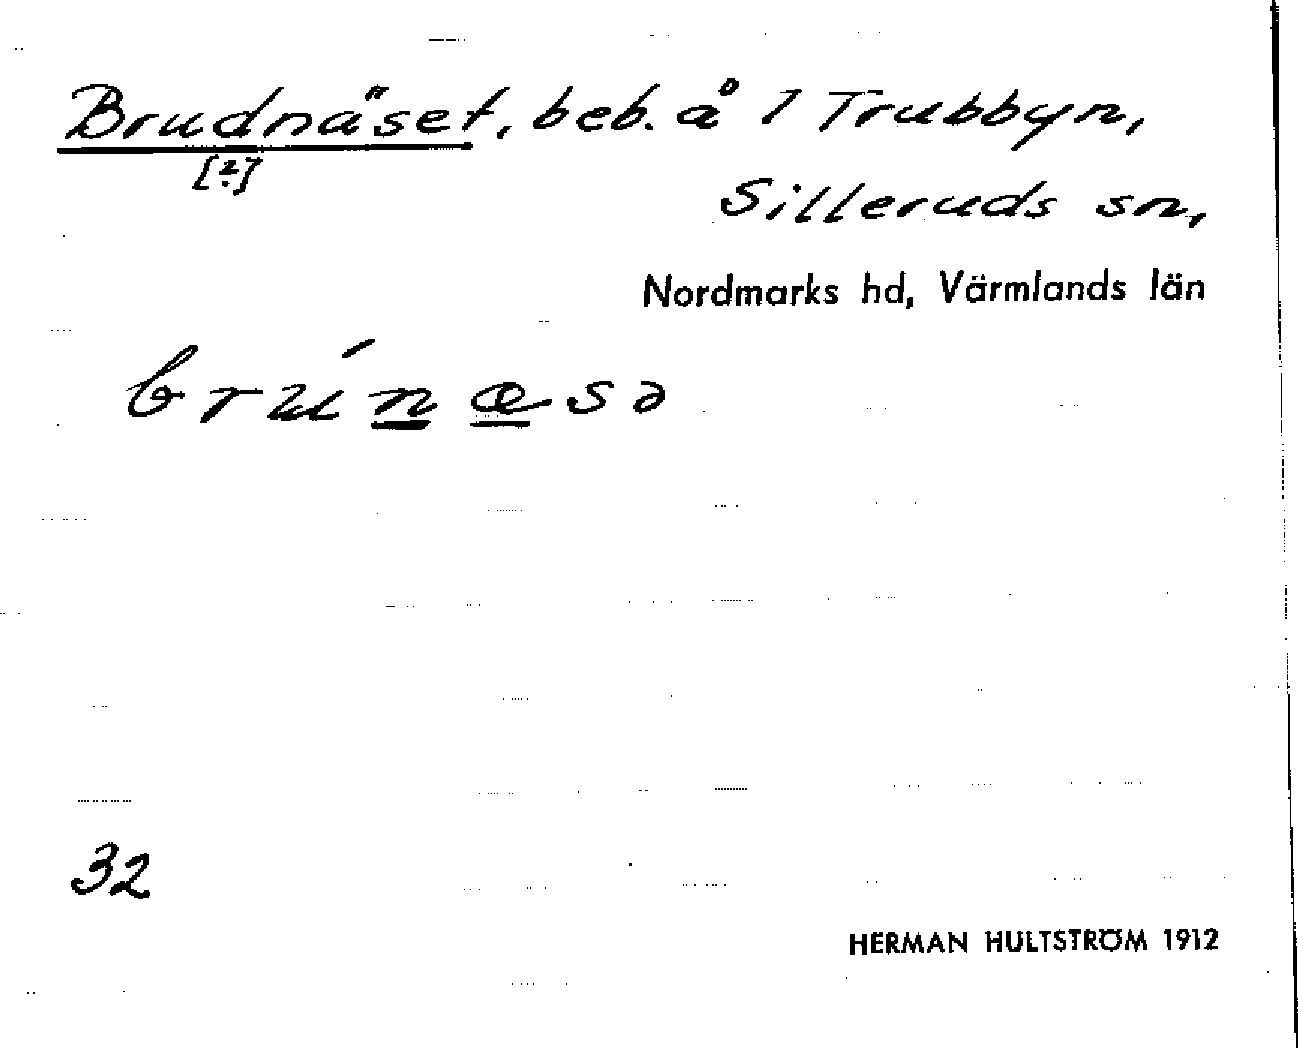 Brudnäset, beb. å 1 Trubbyn,
[?]
Silleruds sn,
Nordmarks hd, Värmlands län
brúnæsə
32
HERMAN HULTSTRÖM 1912